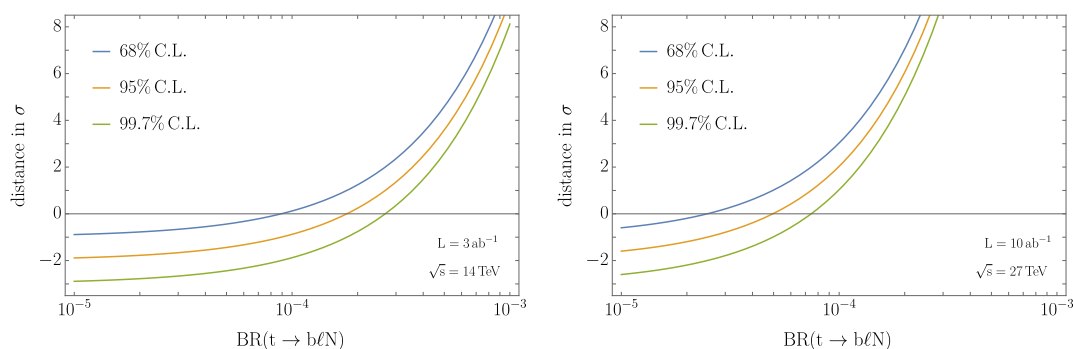 distance in σ
8
6
4
2
0
−2
68% C.L.
95% C.L.
99.7% C.L.
L = 3 ab⁻¹
√s = 14 TeV
10⁻⁵
10⁻⁴
10⁻³
BR(t → bℓN)
distance in σ
8
6
4
2
0
−2
68% C.L.
95% C.L.
99.7% C.L.
L = 10 ab⁻¹
√s = 27 TeV
10⁻⁵
10⁻⁴
10⁻³
BR(t → bℓN)